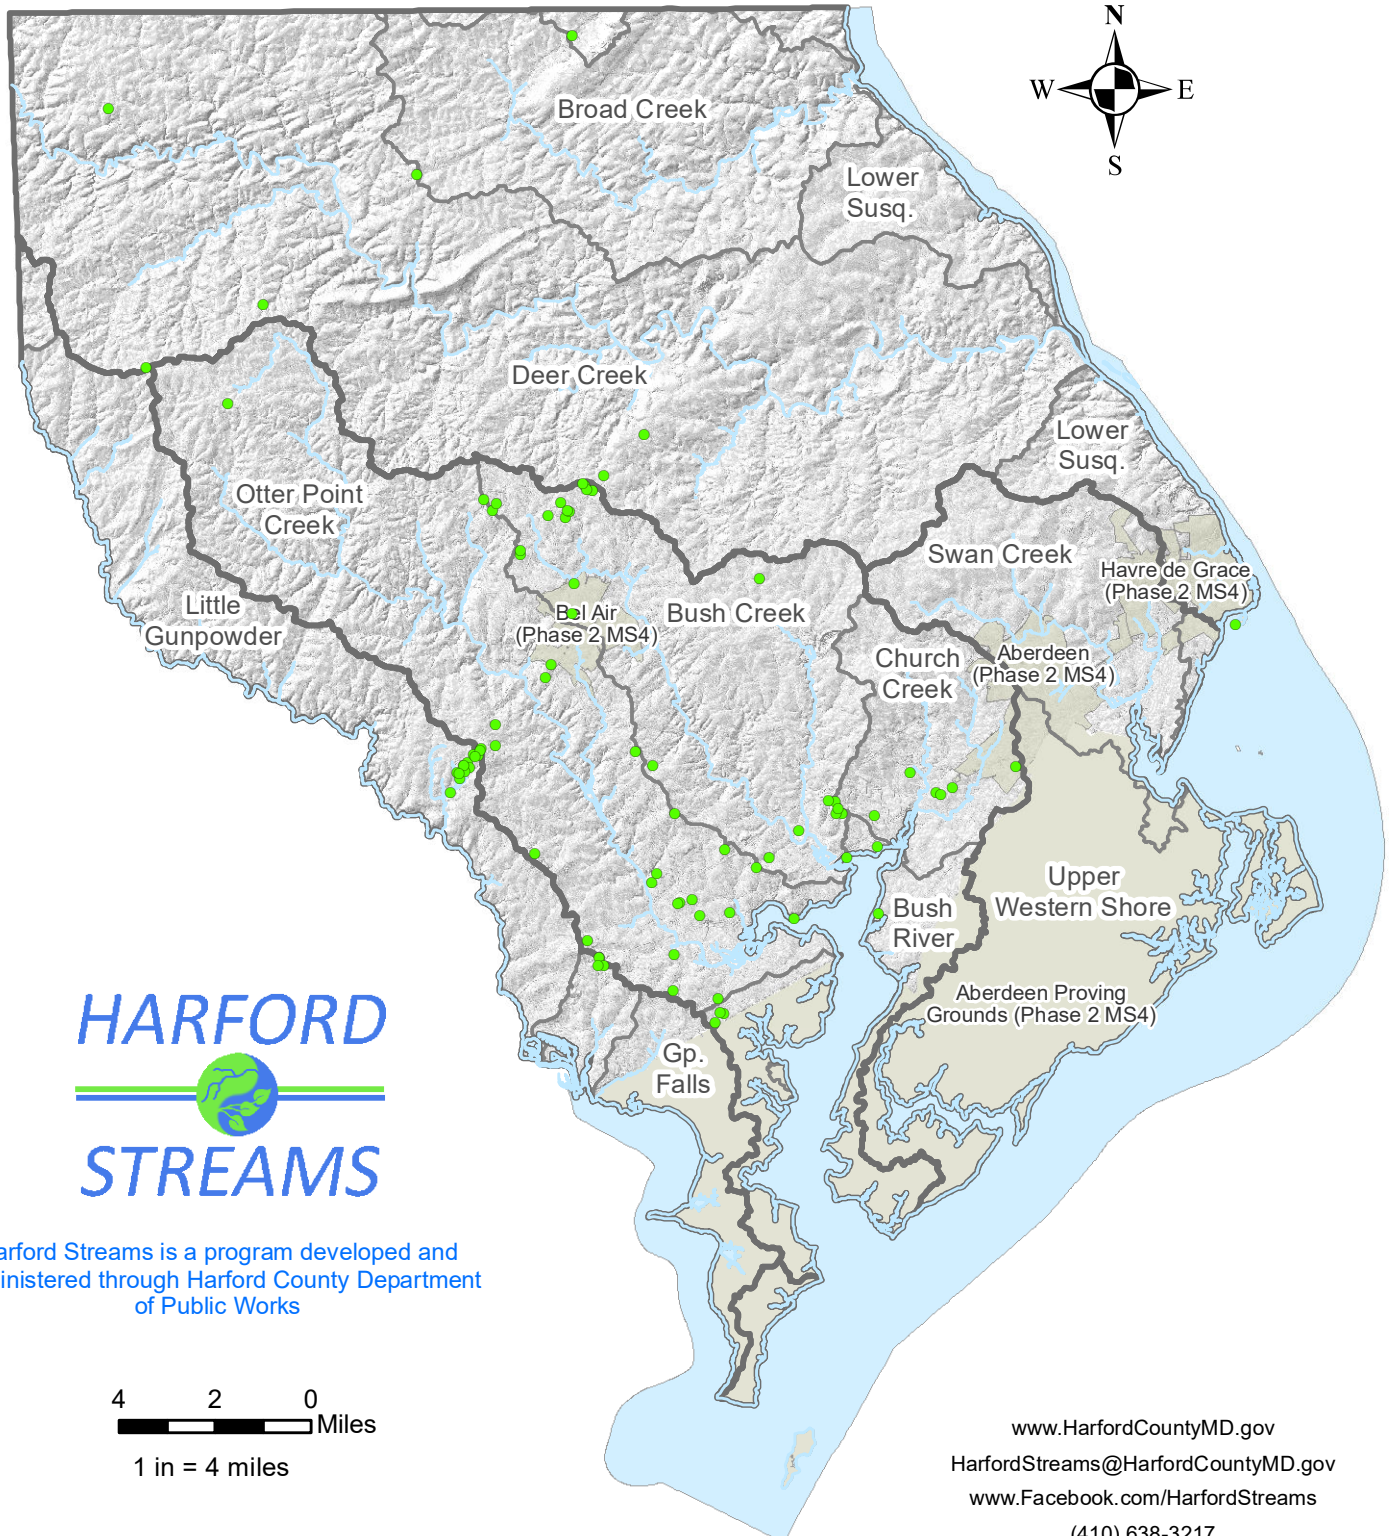 N
W
E
S
Broad Creek
Lower
Susq.
Deer Creek
Lower
Susq.
Otter Point
Creek
Swan Creek
Havre de Grace
(Phase 2 MS4)
Little
Gunpowder
Bel Air
(Phase 2 MS4)
Bush Creek
Church
Creek
Aberdeen
(Phase 2 MS4)
Upper
Western Shore
Bush
River
Aberdeen Proving
Grounds (Phase 2 MS4)
Gp.
Falls
HARFORD
STREAMS
arford Streams is a program developed and
inistered through Harford County Department
of Public Works
4 2 0
Miles
1 in = 4 miles
www.HarfordCountyMD.gov
HarfordStreams@HarfordCountyMD.gov
www.Facebook.com/HarfordStreams
(410) 638-3217